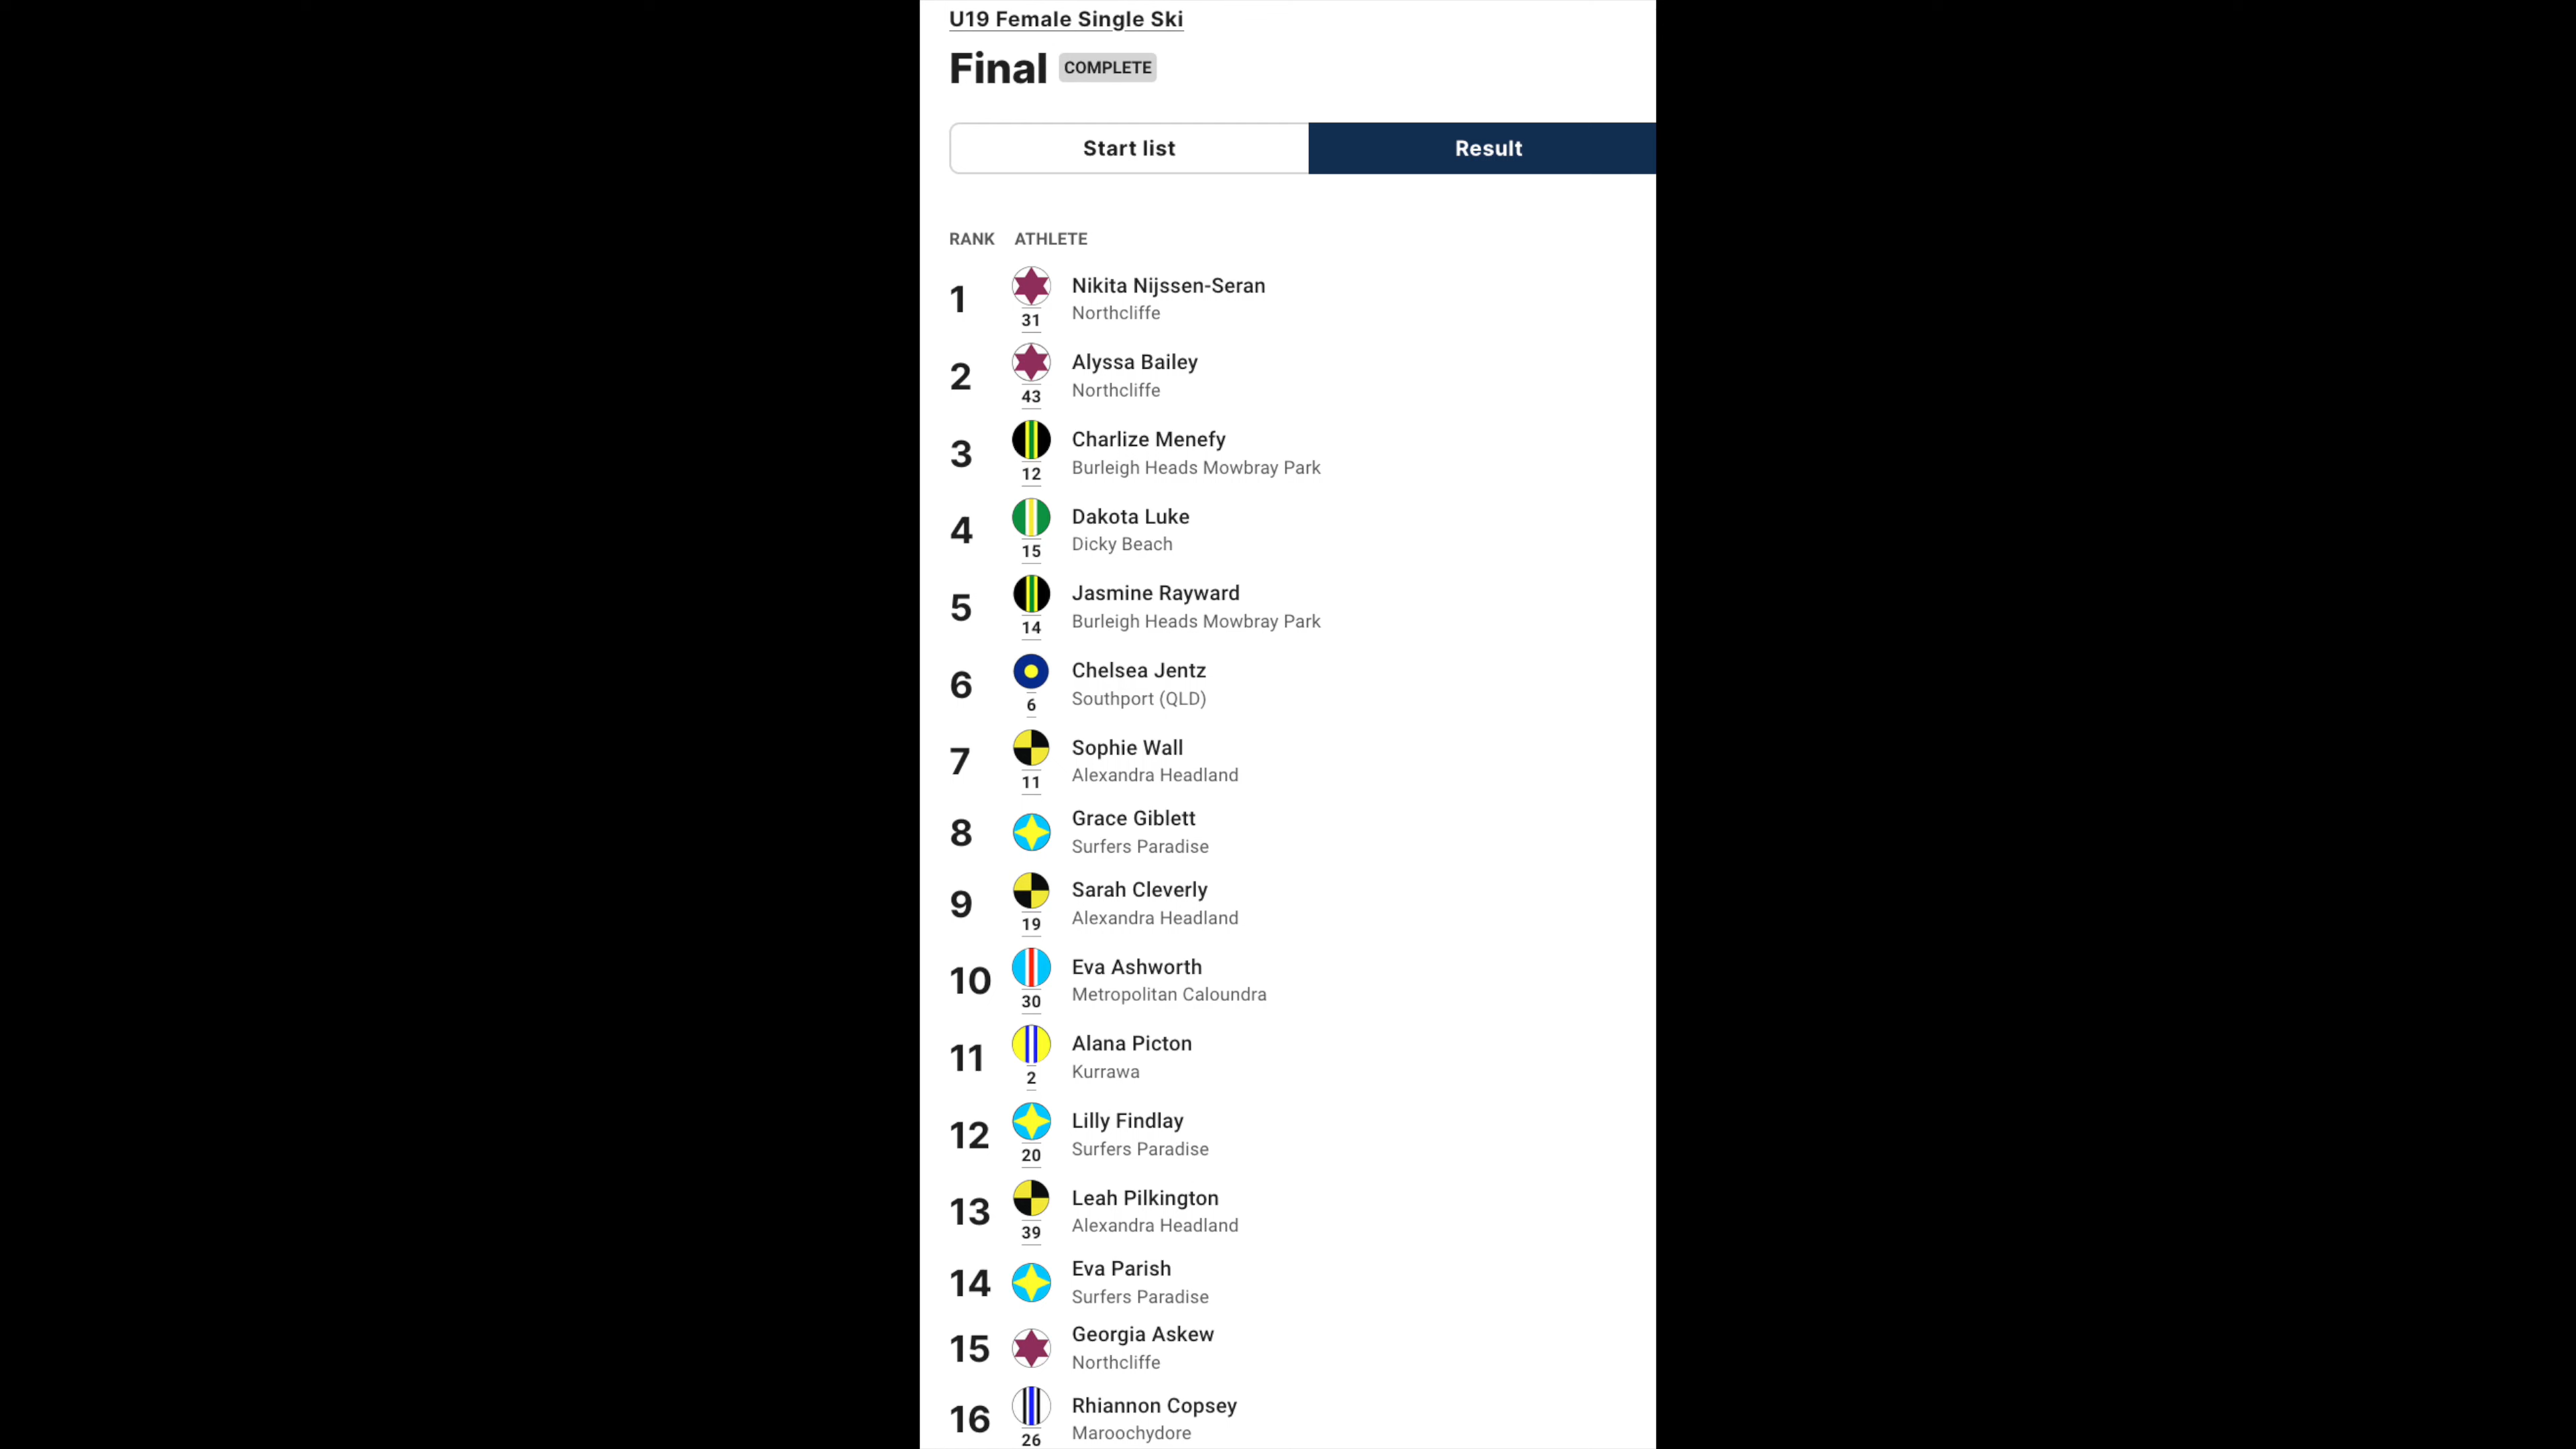 U19 Female Single Ski
Final COMPLETE
Start list Result
RANK ATHLETE
1 Nikita Nijssen-Seran
Northcliffe
31
2 Alyssa Bailey
Northcliffe
43
3 Charlize Menefy
Burleigh Heads Mowbray Park
12
4 Dakota Luke
Dicky Beach
15
5 Jasmine Rayward
Burleigh Heads Mowbray Park
14
6 Chelsea Jentz
Southport (QLD)
6
7 Sophie Wall
Alexandra Headland
11
8 Grace Giblett
Surfers Paradise
9 Sarah Cleverly
Alexandra Headland
19
10 Eva Ashworth
Metropolitan Caloundra
30
11 Alana Picton
Kurrawa
2
12 Lilly Findlay
Surfers Paradise
20
13 Leah Pilkington
Alexandra Headland
39
14 Eva Parish
Surfers Paradise
15 Georgia Askew
Northcliffe
16 Rhiannon Copsey
Maroochydore
26